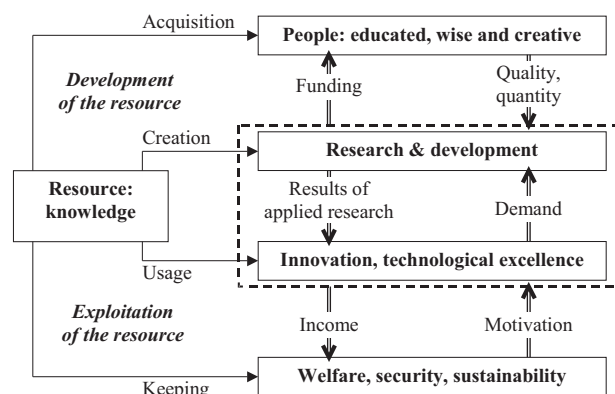 Acquisition
People: educated, wise and creative
Development
of the resource
Funding
Quality,
quantity
Creation
Research & development
Resource:
knowledge
Results of
applied research
Demand
Usage
Innovation, technological excellence
Exploitation
of the resource
Income
Motivation
Keeping
Welfare, security, sustainability